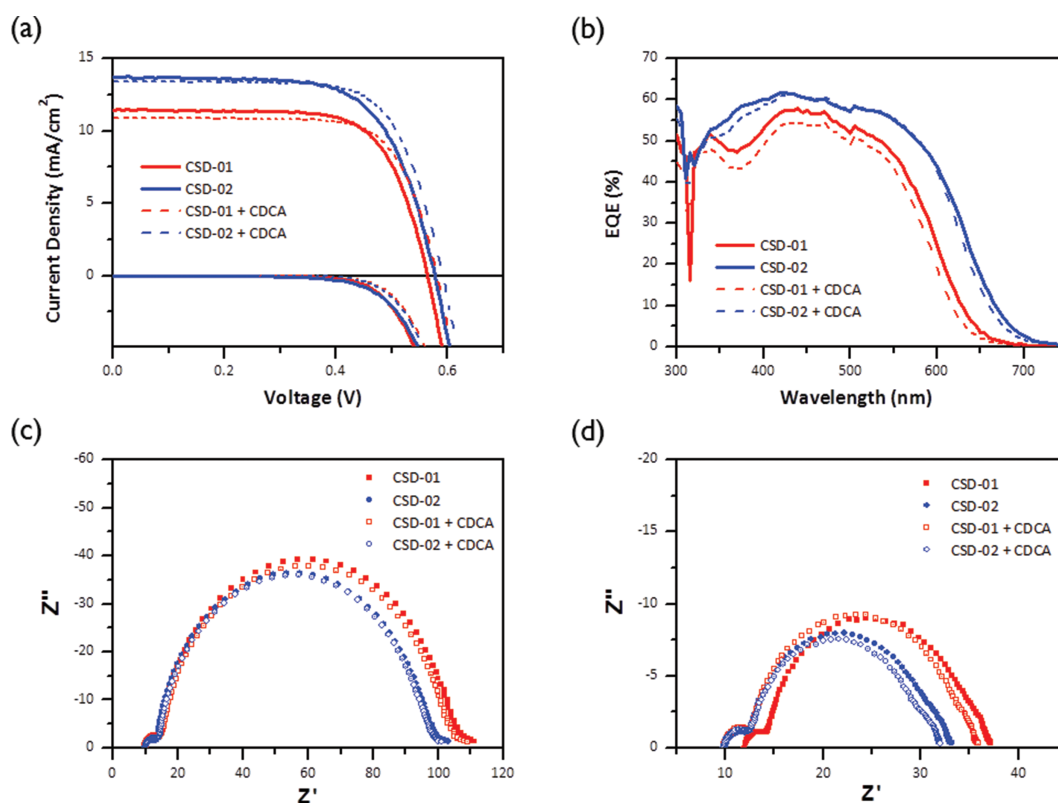 (a)
15
10
5
0
Current Density (mA/cm²)
CSD-01
CSD-02
CSD-01 + CDCA
CSD-02 + CDCA
0.0
0.2
0.4
0.6
Voltage (V)
(b)
70
60
50
40
30
20
10
0
EQE (%)
CSD-01
CSD-02
CSD-01 + CDCA
CSD-02 + CDCA
300
400
500
600
700
Wavelength (nm)
(c)
-60
-50
-40
-30
-20
-10
0
Z"
CSD-01
CSD-02
CSD-01 + CDCA
CSD-02 + CDCA
0
20
40
60
80
100
120
Z'
(d)
-20
-15
-10
-5
0
Z"
CSD-01
CSD-02
CSD-01 + CDCA
CSD-02 + CDCA
10
20
30
40
Z'